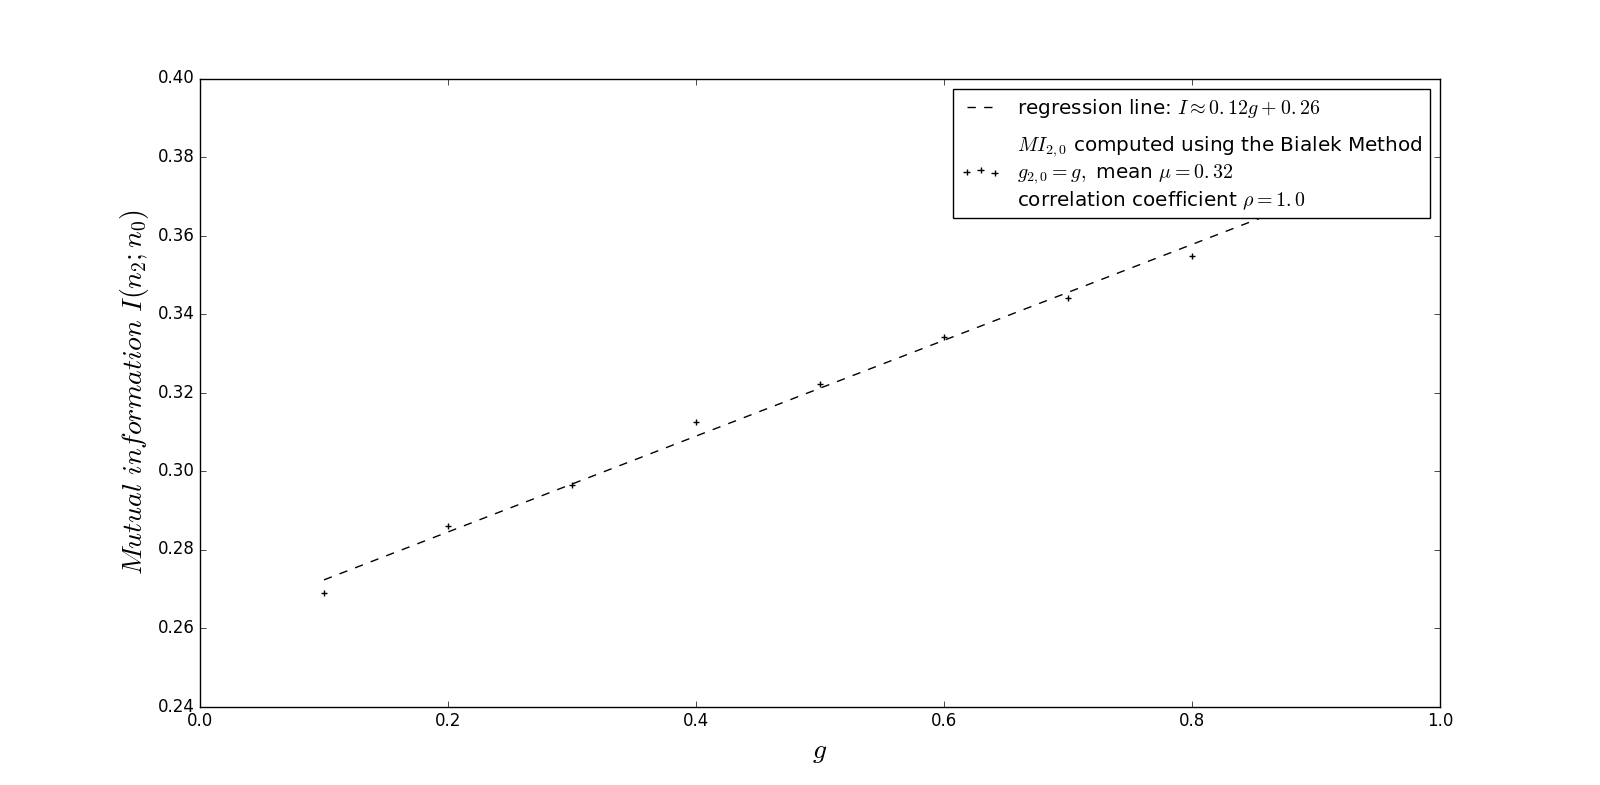 0.40
0.38
0.36
0.34
0.32
0.30
0.28
0.26
0.24
Mutual information I(n₂; n₀)
regression line: I ≈ 0.12g + 0.26
MI₂,₀ computed using the Bialek Method
g₂,₀ = g, mean μ = 0.32
correlation coefficient ρ = 1.0
0.0 0.2 0.4 0.6 0.8 1.0
g